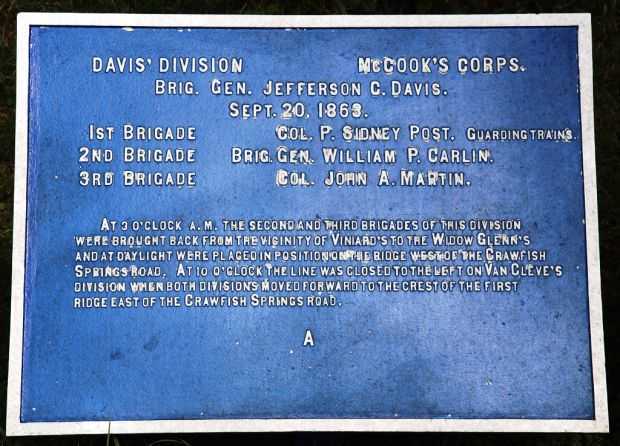 DAVIS' DIVISION McCOOK'S CORPS.
BRIG. GEN. JEFFERSON C. DAVIS.
SEPT. 20, 1863.
1ST BRIGADE COL. P. SIDNEY POST. GUARDING TRAINS.
2ND BRIGADE BRIG. GEN. WILLIAM P. CARLIN.
3RD BRIGADE COL. JOHN A. MARTIN.
AT 3 O'CLOCK A.M. THE SECOND AND THIRD BRIGADES OF THIS DIVISION
WERE BROUGHT BACK FROM THE VICINITY OF VINIARD'S TO THE WIDOW GLENN'S
AND AT DAYLIGHT WERE PLACED IN POSITION ON THE RIDGE WEST OF THE CRAWFISH
SPRINGS ROAD. AT 10 O'CLOCK THE LINE WAS CLOSED TO THE LEFT ON VAN CLEVE'S
DIVISION WHEN BOTH DIVISIONS MOVED FORWARD TO THE CREST OF THE FIRST
RIDGE EAST OF THE CRAWFISH SPRINGS ROAD.
A